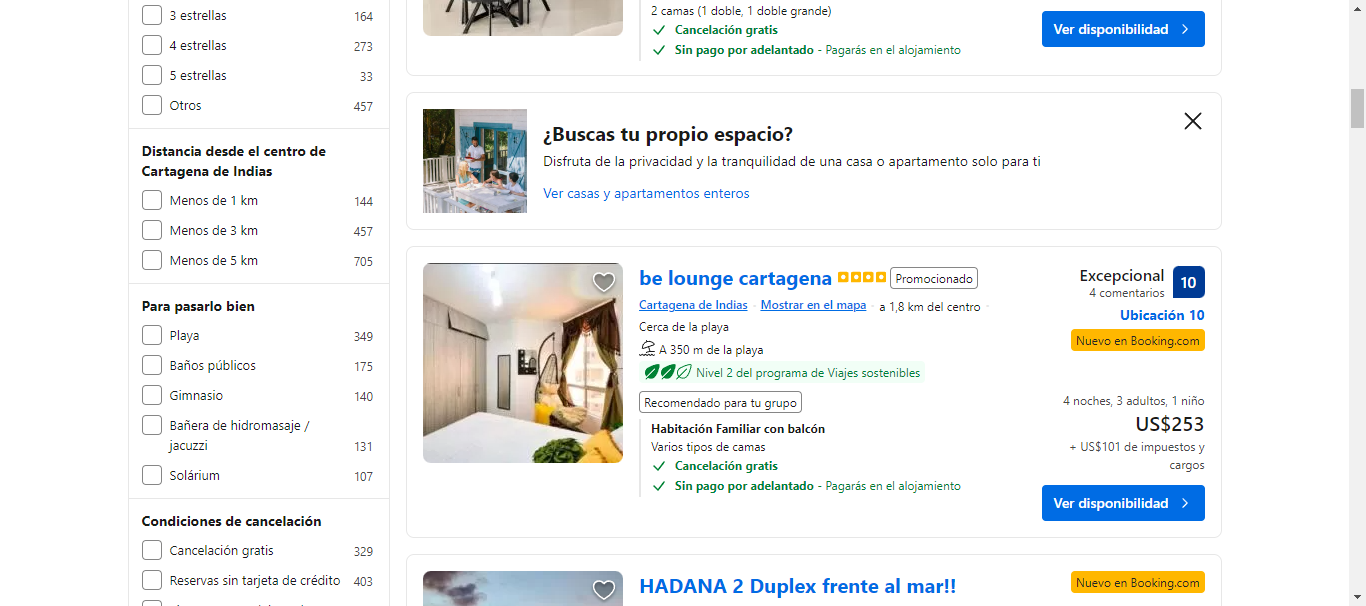 3 estrellas 164
4 estrellas 273
5 estrellas 33
Otros 457
Distancia desde el centro de
Cartagena de Indias
Menos de 1 km 144
Menos de 3 km 457
Menos de 5 km 705
Para pasarlo bien
Playa 349
Baños públicos 175
Gimnasio 140
Bañera de hidromasaje /
jacuzzi 131
Solárium 107
Condiciones de cancelación
Cancelación gratis 329
Reservas sin tarjeta de crédito 403
2 camas (1 doble, 1 doble grande)
Cancelación gratis
Sin pago por adelantado - Pagarás en el alojamiento
Ver disponibilidad
¿Buscas tu propio espacio?
Disfruta de la privacidad y la tranquilidad de una casa o apartamento solo para ti
Ver casas y apartamentos enteros
be lounge cartagena Promocionado
Cartagena de Indias · Mostrar en el mapa · a 1,8 km del centro ·
Cerca de la playa
A 350 m de la playa
Nivel 2 del programa de Viajes sostenibles
Recomendado para tu grupo
Habitación Familiar con balcón
Varios tipos de camas
Cancelación gratis
Sin pago por adelantado - Pagarás en el alojamiento
Excepcional 10
4 comentarios
Ubicación 10
Nuevo en Booking.com
4 noches, 3 adultos, 1 niño
US$253
+ US$101 de impuestos y
cargos
Ver disponibilidad
HADANA 2 Duplex frente al mar!!
Nuevo en Booking.com